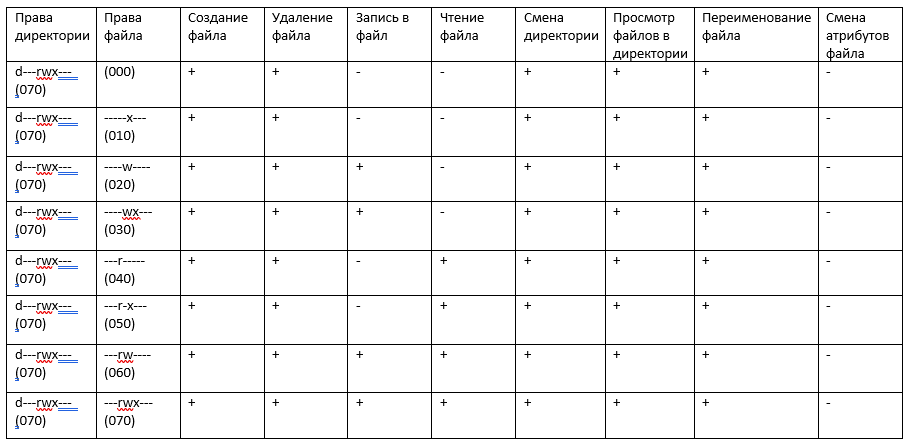 Права директории Права файла Создание файла Удаление файла Запись в файл Чтение файла Смена директории Просмотр файлов в директории Переименование файла Смена атрибутов файла
d---rwx--- (070) (000) + + - - + + + -
d---rwx--- (070) -----x--- (010) + + - - + + + -
d---rwx--- (070) ----w---- (020) + + + - + + + -
d---rwx--- (070) ----wx--- (030) + + + - + + + -
d---rwx--- (070) ---r----- (040) + + - + + + + -
d---rwx--- (070) ---r-x--- (050) + + - + + + + -
d---rwx--- (070) ---rw---- (060) + + + + + + + -
d---rwx--- (070) ---rwx--- (070) + + + + + + + -